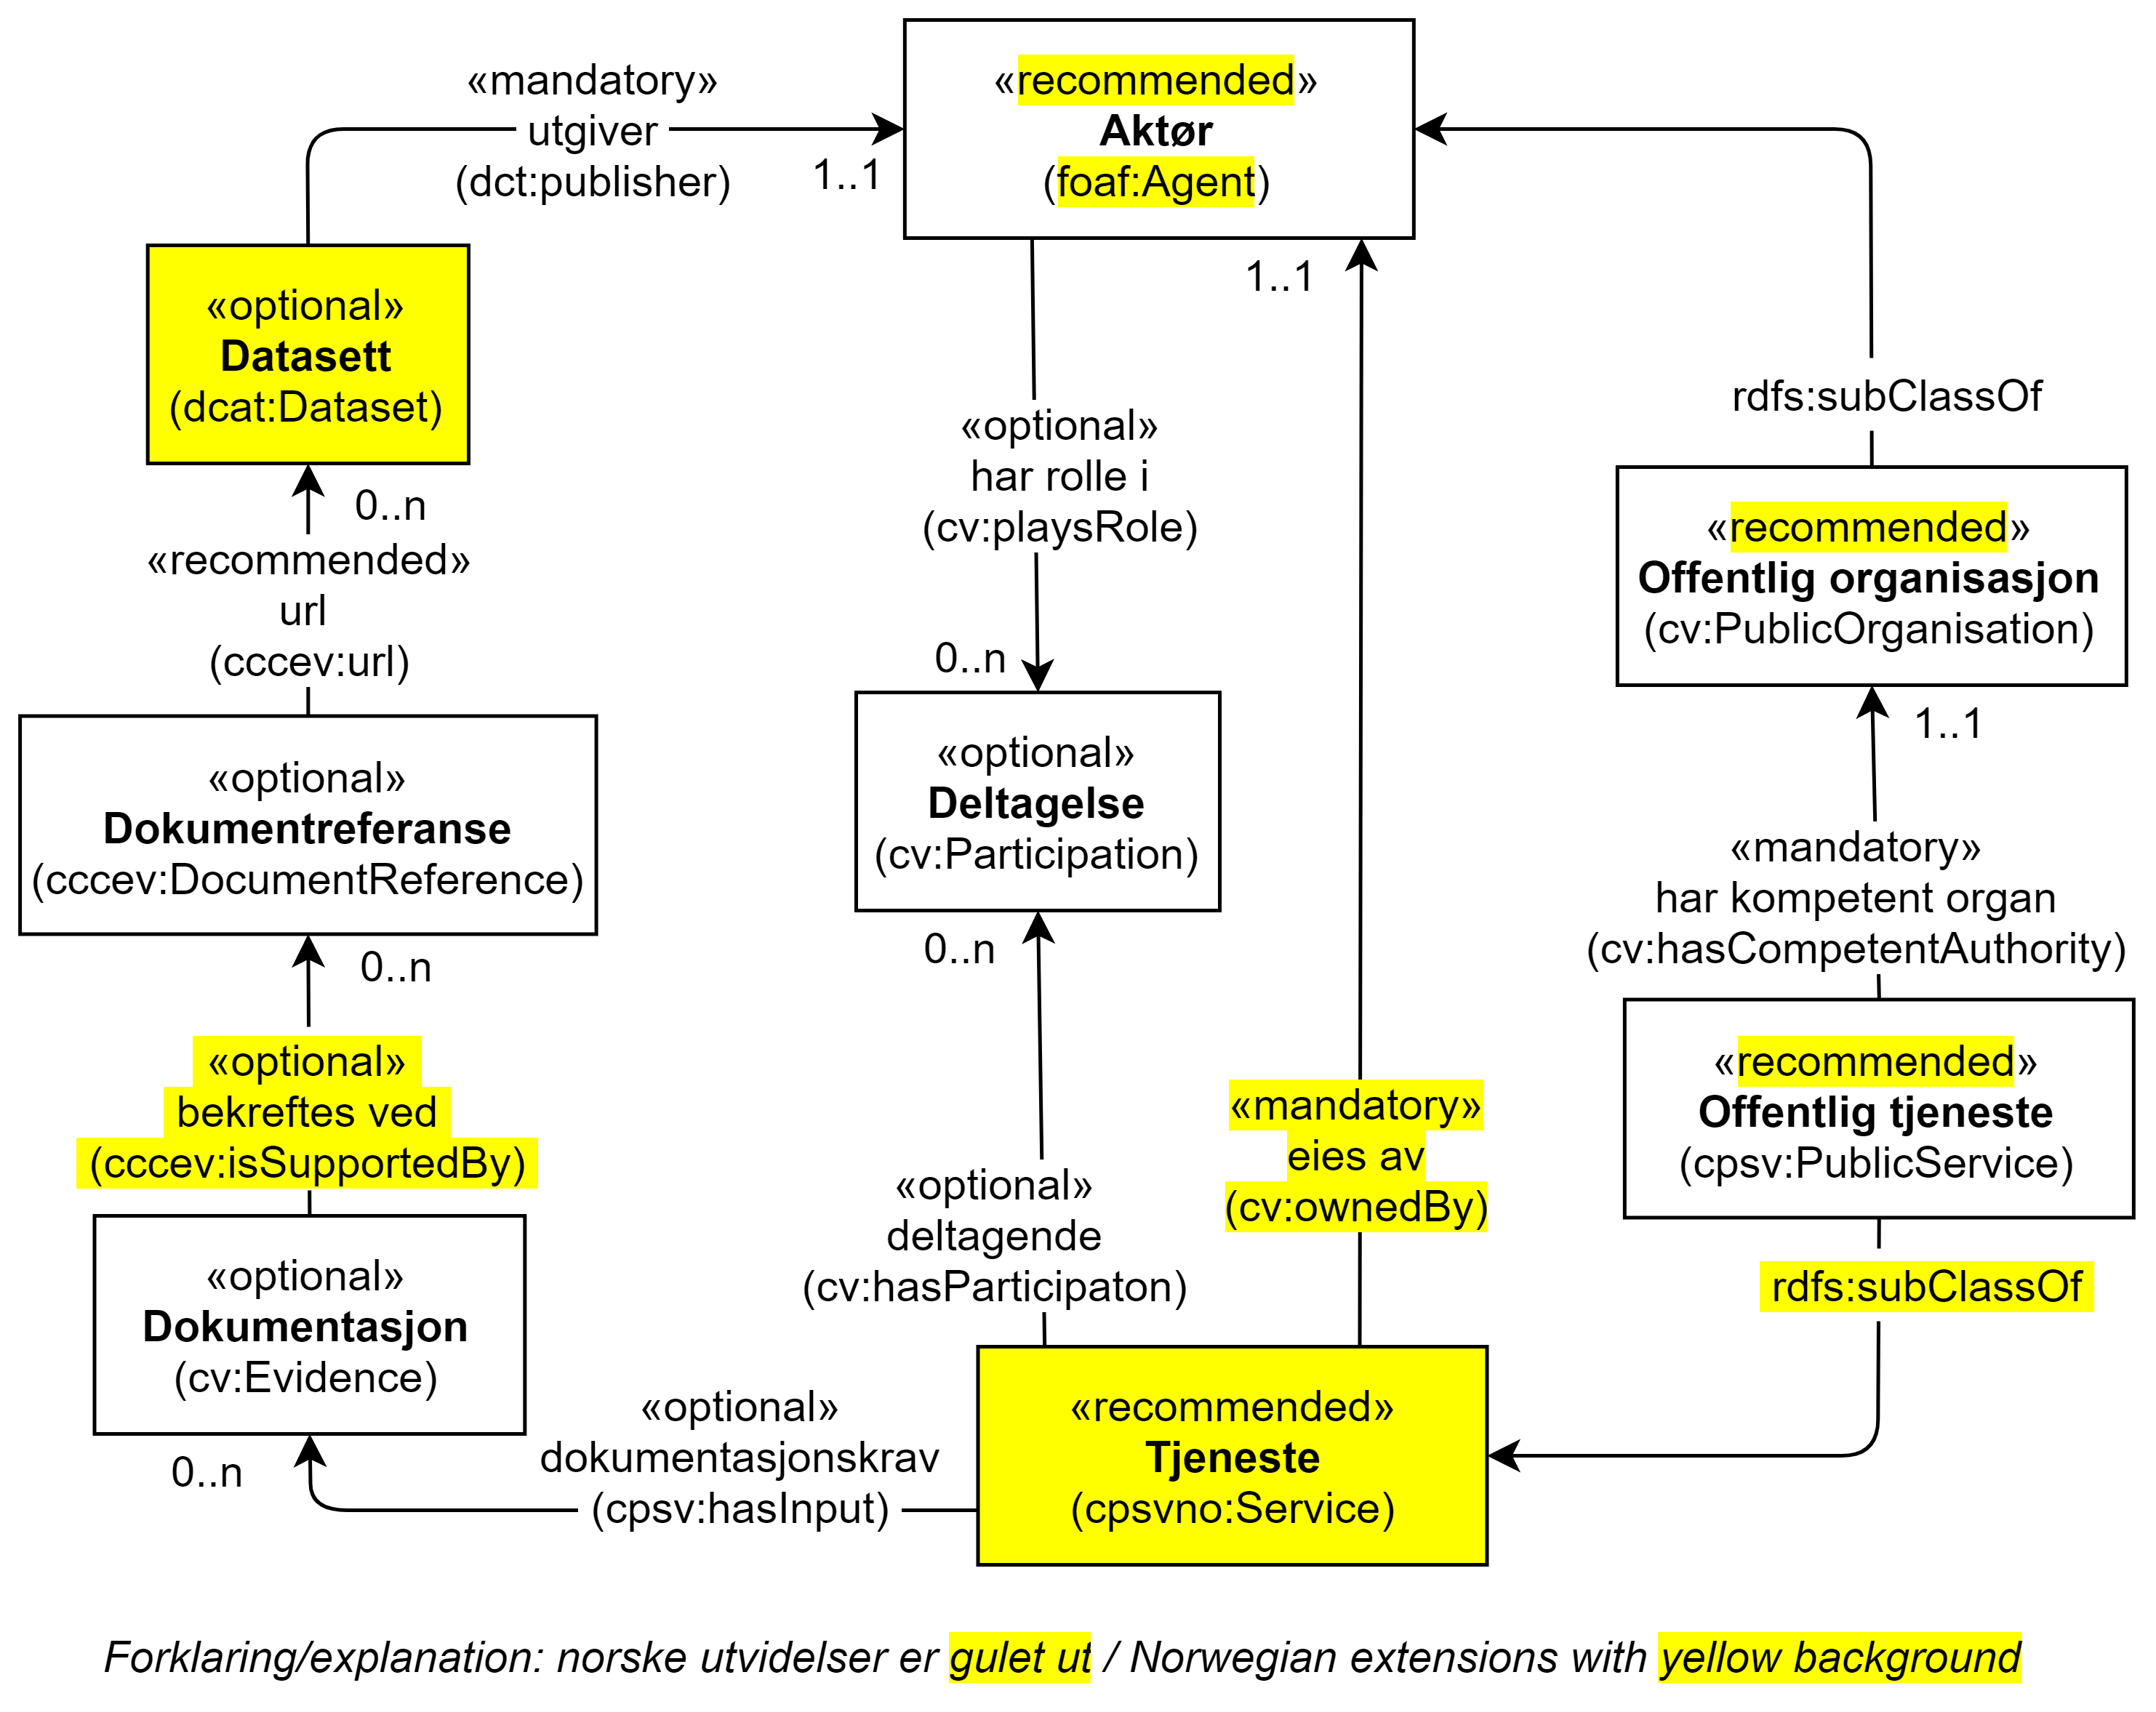 «mandatory»
utgiver
(dct:publisher)
1..1
«recommended»
Aktør
(foaf:Agent)
1..1
«optional»
Datasett
(dcat:Dataset)
0..n
«recommended»
url
(cccev:url)
«optional»
har rolle i
(cv:playsRole)
0..n
rdfs:subClassOf
«recommended»
Offentlig organisasjon
(cv:PublicOrganisation)
1..1
«optional»
Dokumentreferanse
(cccev:DocumentReference)
0..n
«optional»
Deltagelse
(cv:Participation)
0..n
«mandatory»
har kompetent organ
(cv:hasCompetentAuthority)
«optional»
bekreftes ved
(cccev:isSupportedBy)
«mandatory»
eies av
(cv:ownedBy)
«recommended»
Offentlig tjeneste
(cpsv:PublicService)
«optional»
deltagende
(cv:hasParticipaton)
rdfs:subClassOf
«optional»
Dokumentasjon
(cv:Evidence)
0..n
«optional»
dokumentasjonskrav
(cpsv:hasInput)
«recommended»
Tjeneste
(cpsvno:Service)
Forklaring/explanation: norske utvidelser er gulet ut / Norwegian extensions with yellow background